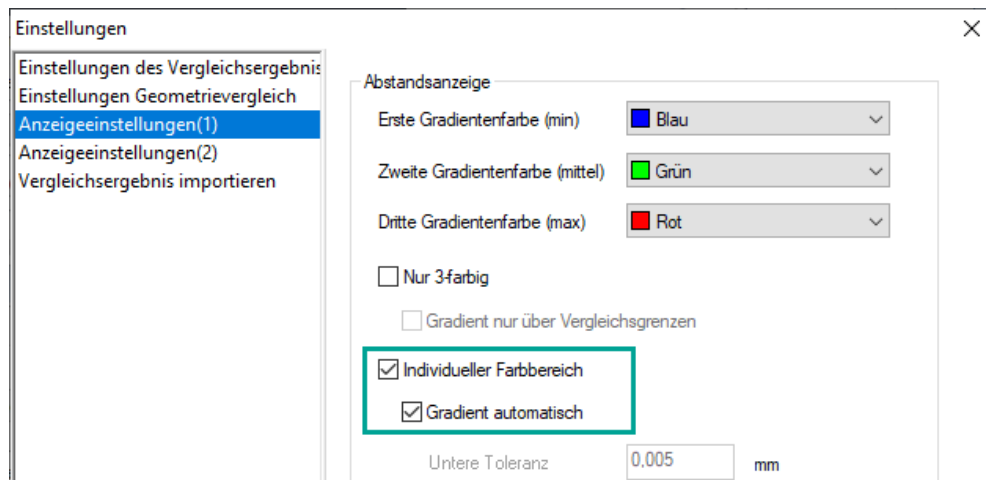 Einstellungen
Einstellungen des Vergleichsergebnis
Einstellungen Geometrievergleich
Anzeigeeinstellungen(1)
Anzeigeeinstellungen(2)
Vergleichsergebnis importieren
Abstandsanzeige
Erste Gradientenfarbe (min) Blau
Zweite Gradientenfarbe (mittel) Grün
Dritte Gradientenfarbe (max) Rot
Nur 3-farbig
Gradient nur über Vergleichsgrenzen
Individueller Farbbereich
Gradient automatisch
Untere Toleranz 0,005 mm